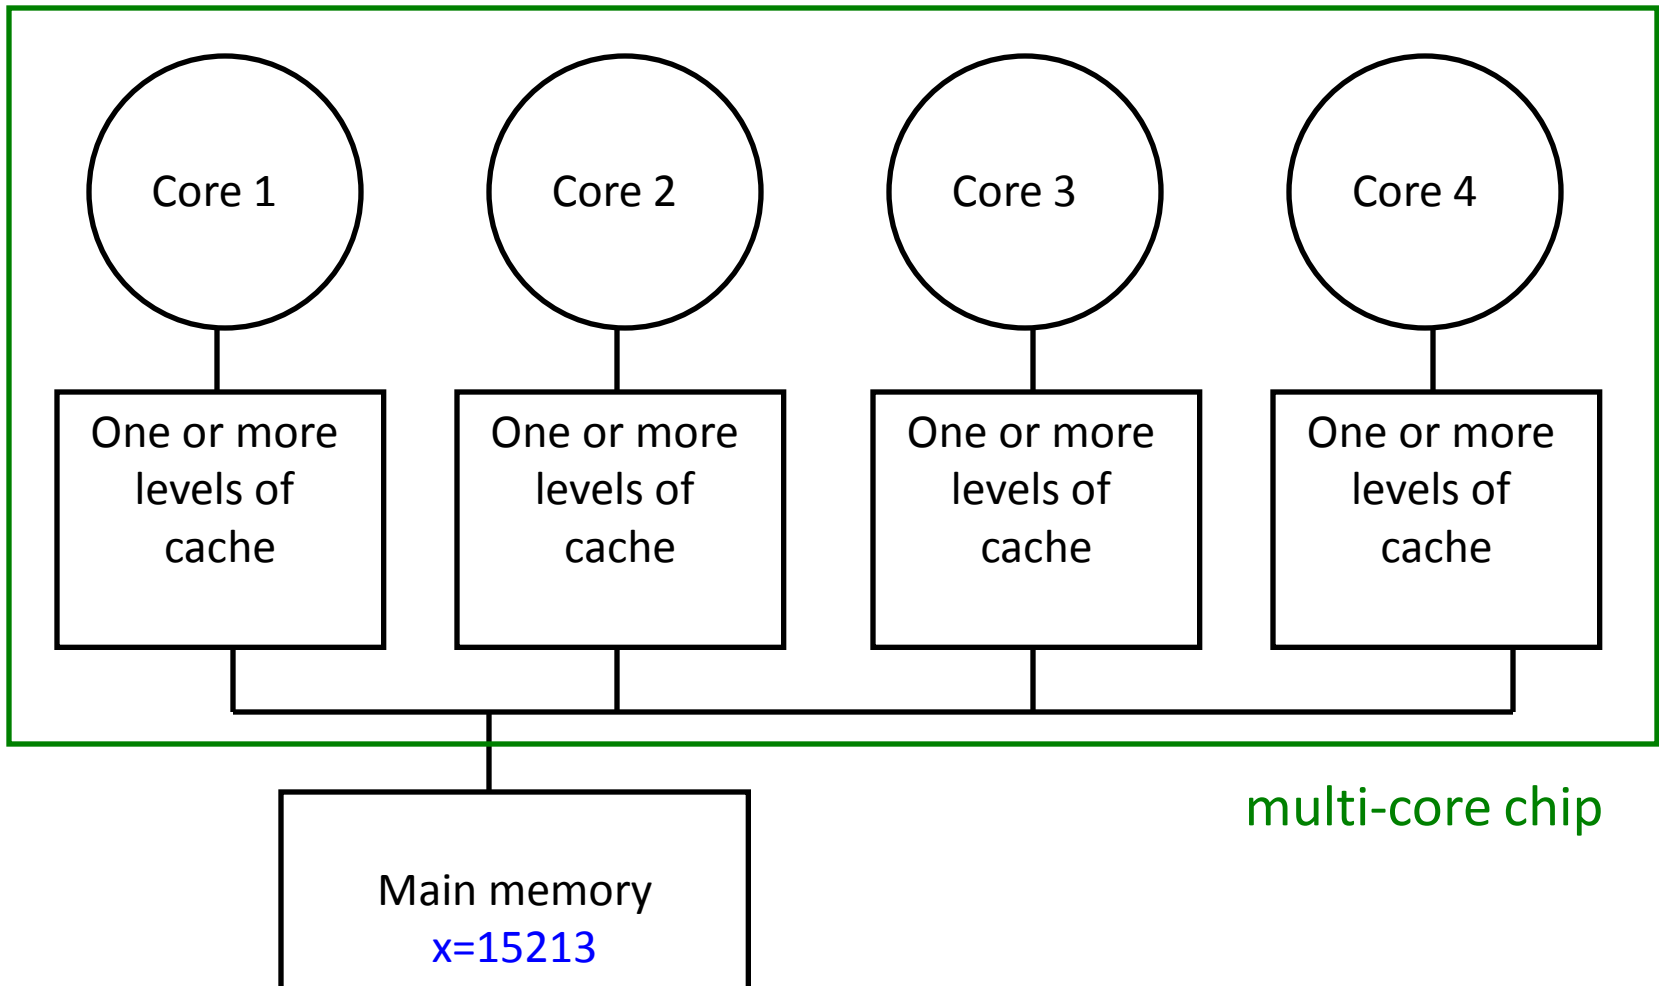 Core 1
Core 2
Core 3
Core 4
One or more
levels of
cache
One or more
levels of
cache
One or more
levels of
cache
One or more
levels of
cache
multi-core chip
Main memory
x=15213